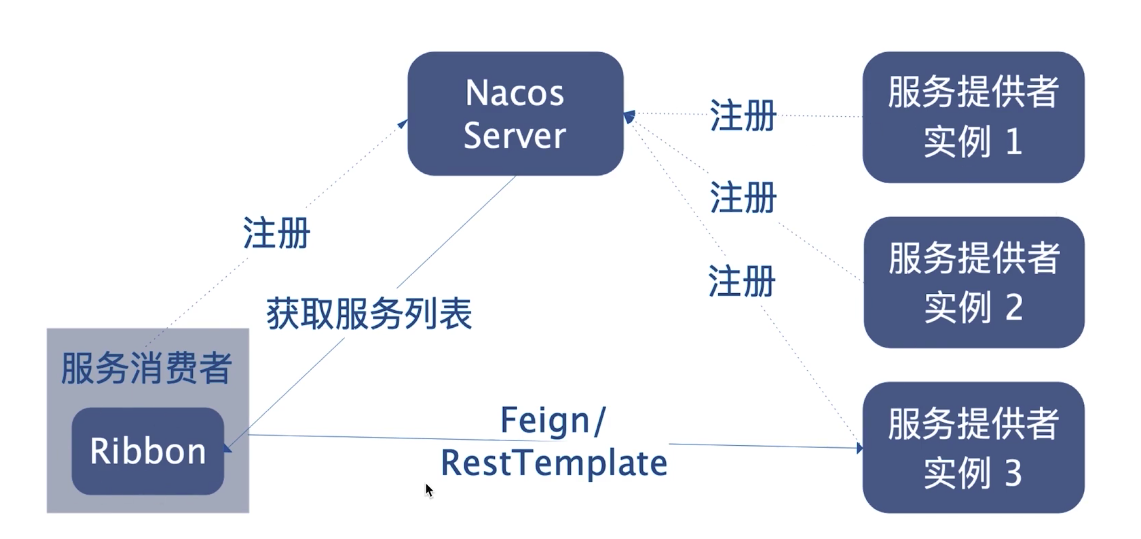 Nacos
Server
服务提供者
实例 1
注册
注册
服务提供者
实例 2
注册
注册
获取服务列表
服务消费者
Ribbon
Feign/
RestTemplate
服务提供者
实例 3